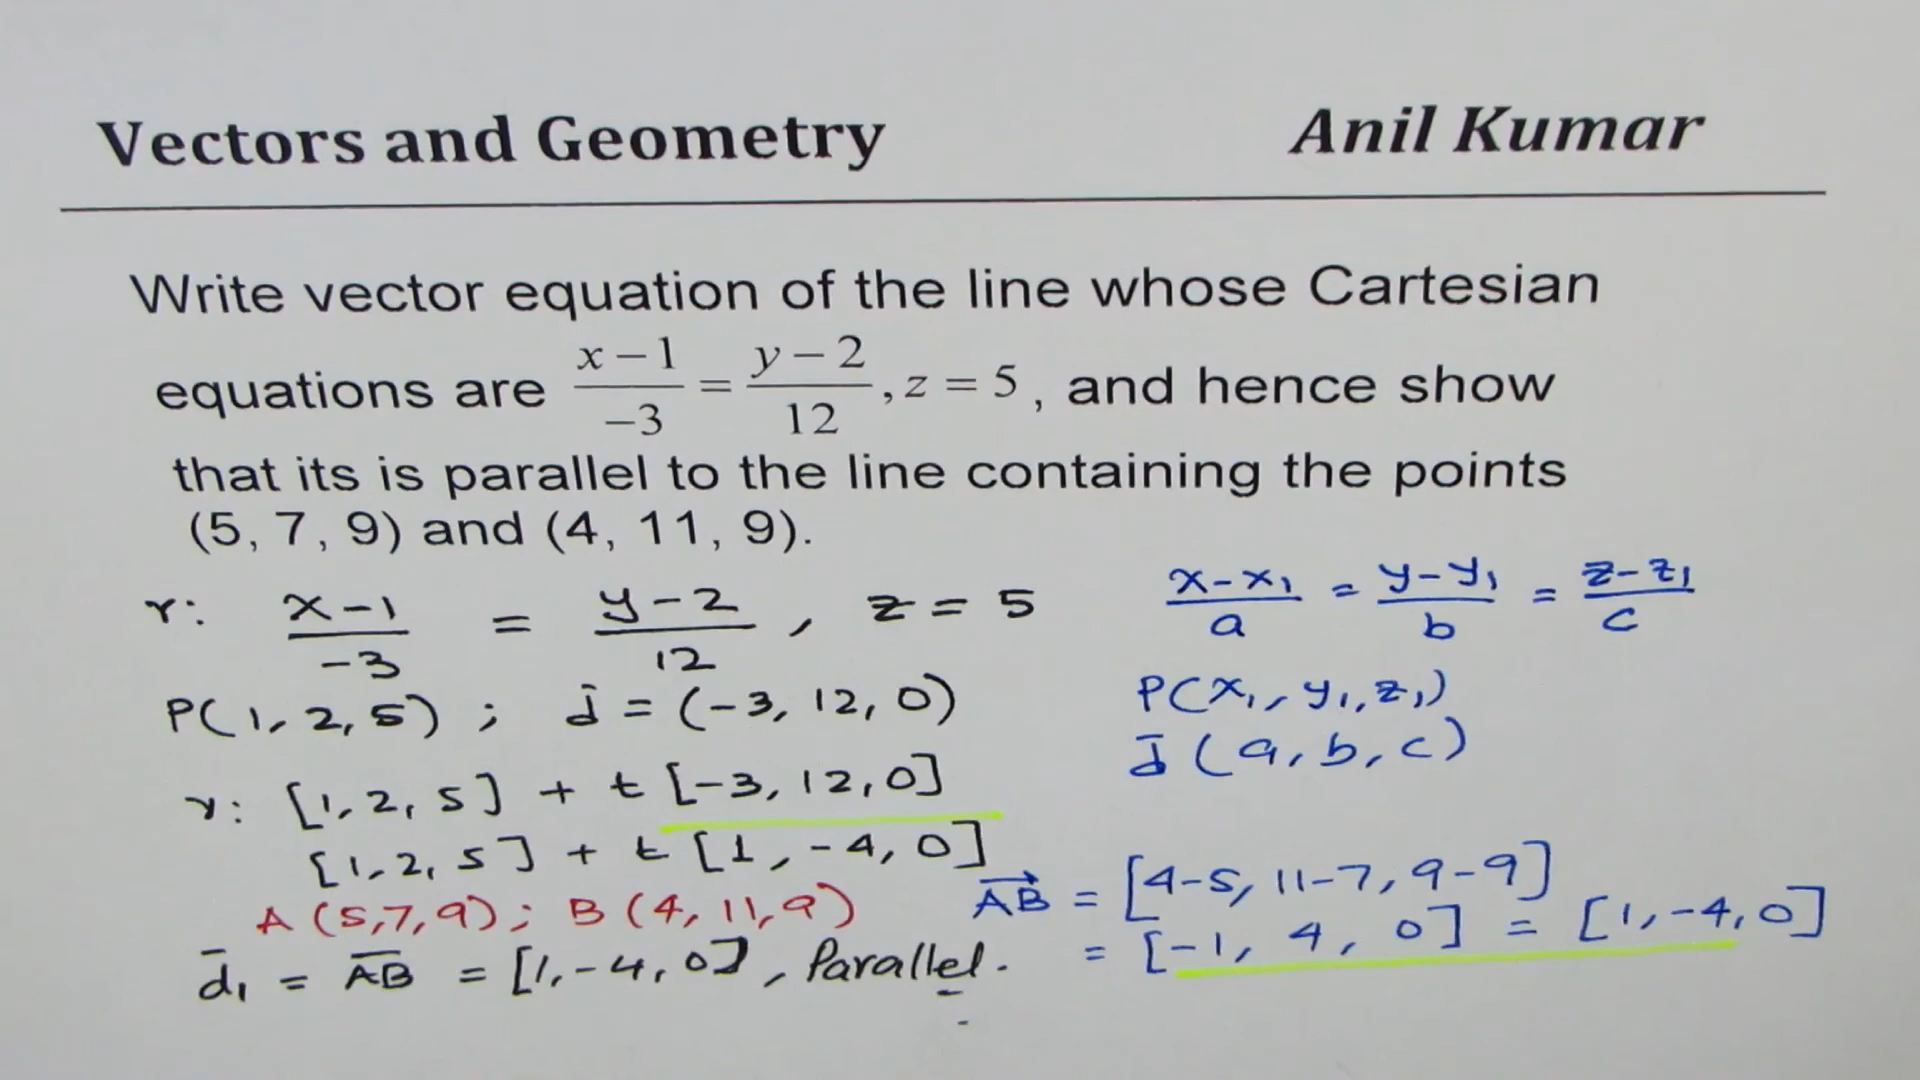 Vectors and Geometry Anil Kumar
Write vector equation of the line whose Cartesian
equations are (x − 1)/−3 = (y − 2)/12 , z = 5 , and hence show
that its is parallel to the line containing the points
(5, 7, 9) and (4, 11, 9).
r: (x − 1)/−3 = (y − 2)/12 , z = 5
P(1, 2, 5) ; d̄ = (−3, 12, 0)
r: [1, 2, 5] + t [−3, 12, 0]
[1, 2, 5] + t [1, −4, 0]
A (5,7,9) ; B (4, 11, 9)
d̄₁ = AB = [1, −4, 0] , Parallel.
(x − x₁)/a = (y − y₁)/b = (z − z₁)/c
P(x₁, y₁, z₁)
d̄ (a, b, c)
AB→ = [4−5, 11−7, 9−9]
= [−1, 4, 0] = [1, −4, 0]